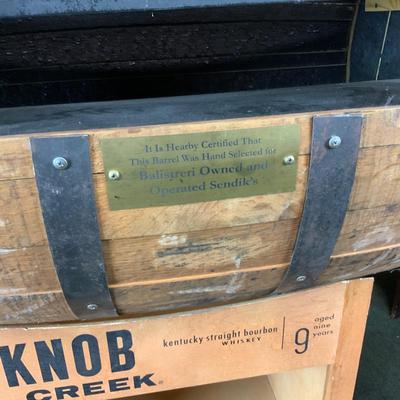 It Is Hearby Certified That
This Barrel Was Hand Selected for
Balistreri Owned and
Operated Sendik's
KNOB
CREEK®
kentucky straight bourbon
WHISKEY
9
aged
nine
years